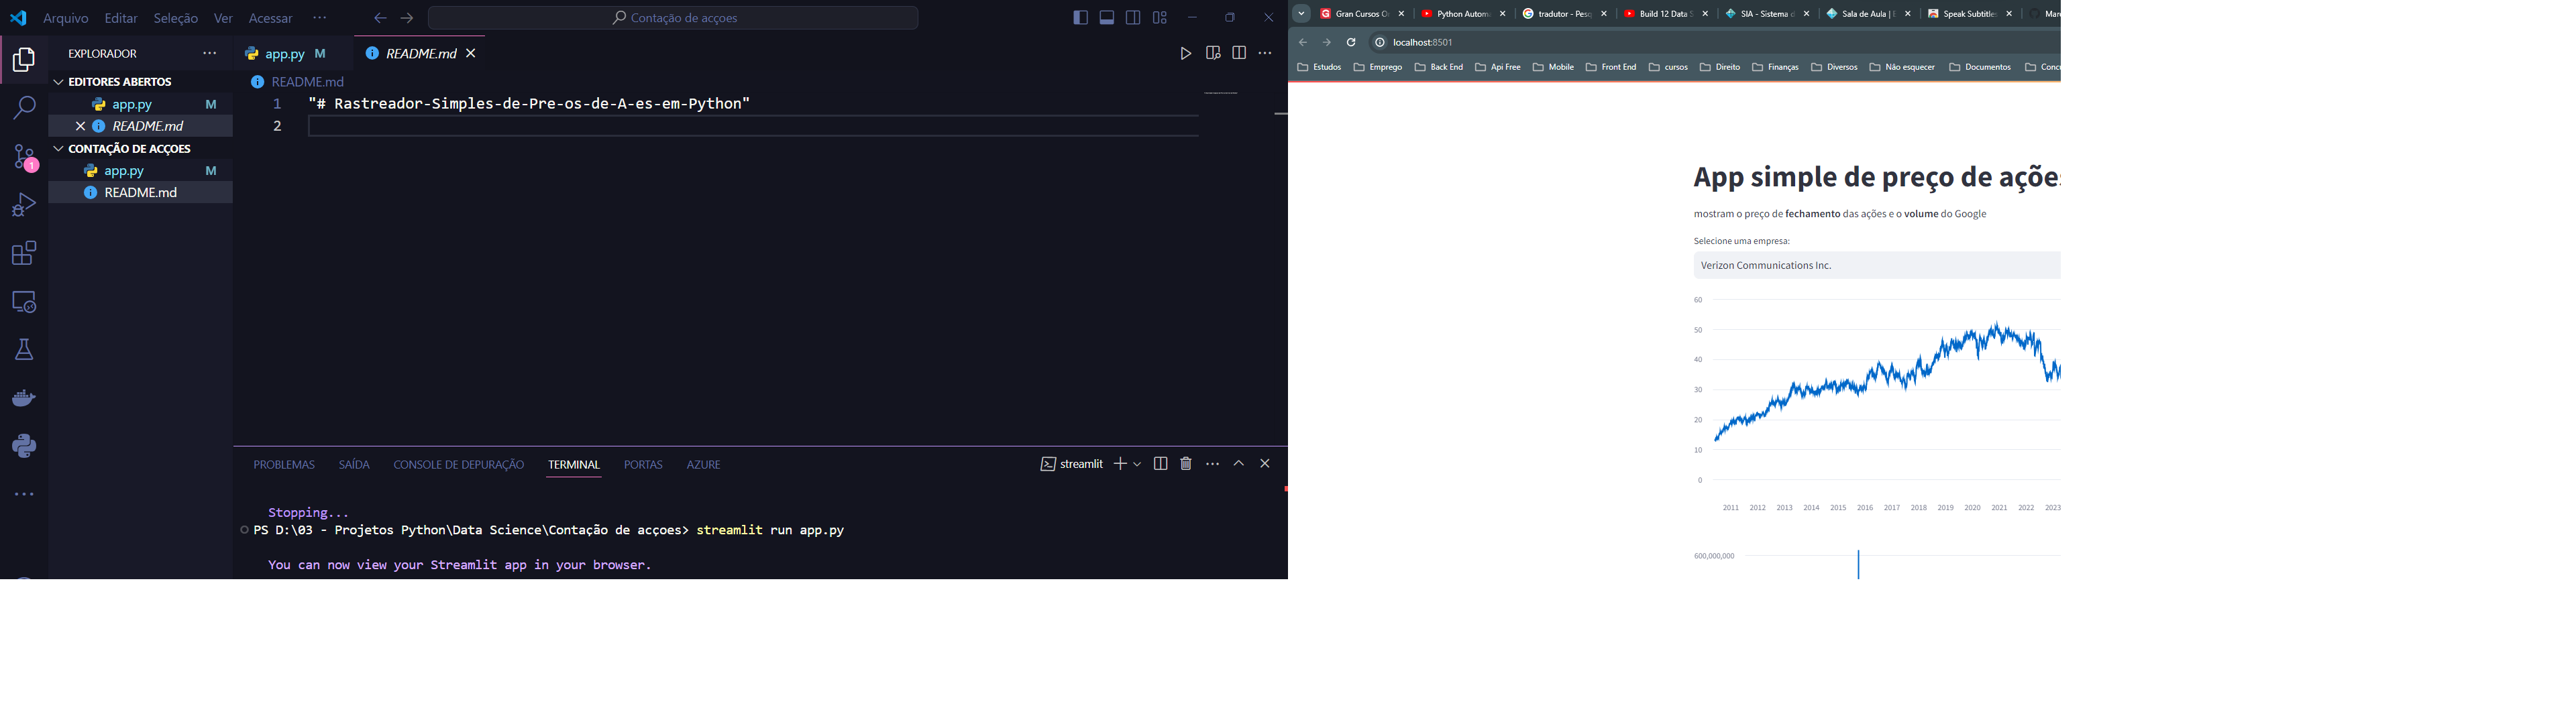 Arquivo Editar Seleção Ver Acessar ··· Contação de acçoes
EXPLORADOR ···
EDITORES ABERTOS
app.py M
README.md
CONTAÇÃO DE ACÇOES
app.py M
README.md
1
app.py M README.md
README.md
1 "# Rastreador-Simples-de-Pre-os-de-A-es-em-Python"
2
PROBLEMAS SAÍDA CONSOLE DE DEPURAÇÃO TERMINAL PORTAS AZURE streamlit
Stopping...
PS D:\03 - Projetos Python\Data Science\Contação de acçoes> streamlit run app.py
You can now view your Streamlit app in your browser.
Gran Cursos O Python Autom tradutor - Pesq Build 12 Data S SIA - Sistema d Sala de Aula | Speak Subtitles Marc
localhost:8501
Estudos Emprego Back End Api Free Mobile Front End cursos Direito Finanças Diversos Não esquecer Documentos Conc
App simple de preço de ações
mostram o preço de fechamento das ações e o volume do Google
Selecione uma empresa:
Verizon Communications Inc.
60
50
40
30
20
10
0
2011 2012 2013 2014 2015 2016 2017 2018 2019 2020 2021 2022 2023
600,000,000